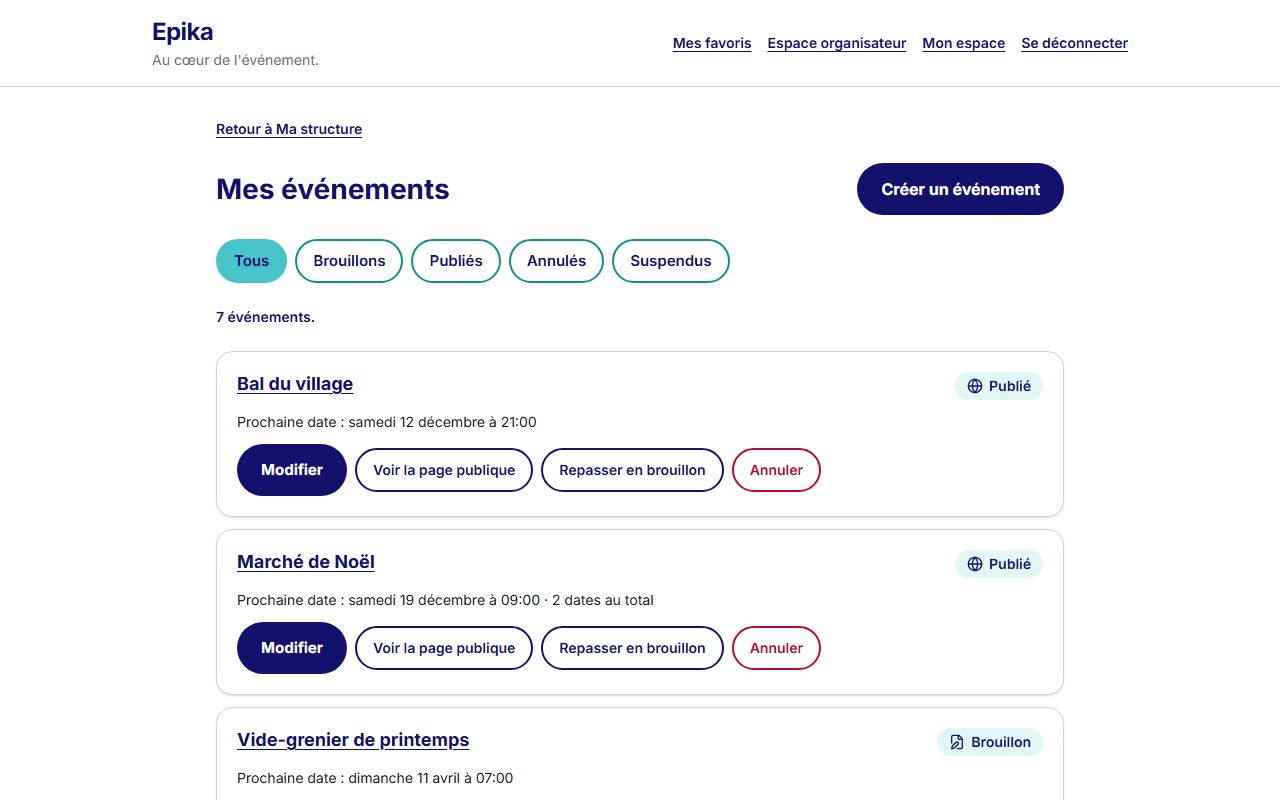 Epika
Au cœur de l'événement.
Mes favoris
Espace organisateur
Mon espace
Se déconnecter
Retour à Ma structure
Mes événements
Créer un événement
Tous
Brouillons
Publiés
Annulés
Suspendus
7 événements.
Bal du village
Publié
Prochaine date : samedi 12 décembre à 21:00
Modifier
Voir la page publique
Repasser en brouillon
Annuler
Marché de Noël
Publié
Prochaine date : samedi 19 décembre à 09:00 · 2 dates au total
Modifier
Voir la page publique
Repasser en brouillon
Annuler
Vide-grenier de printemps
Brouillon
Prochaine date : dimanche 11 avril à 07:00